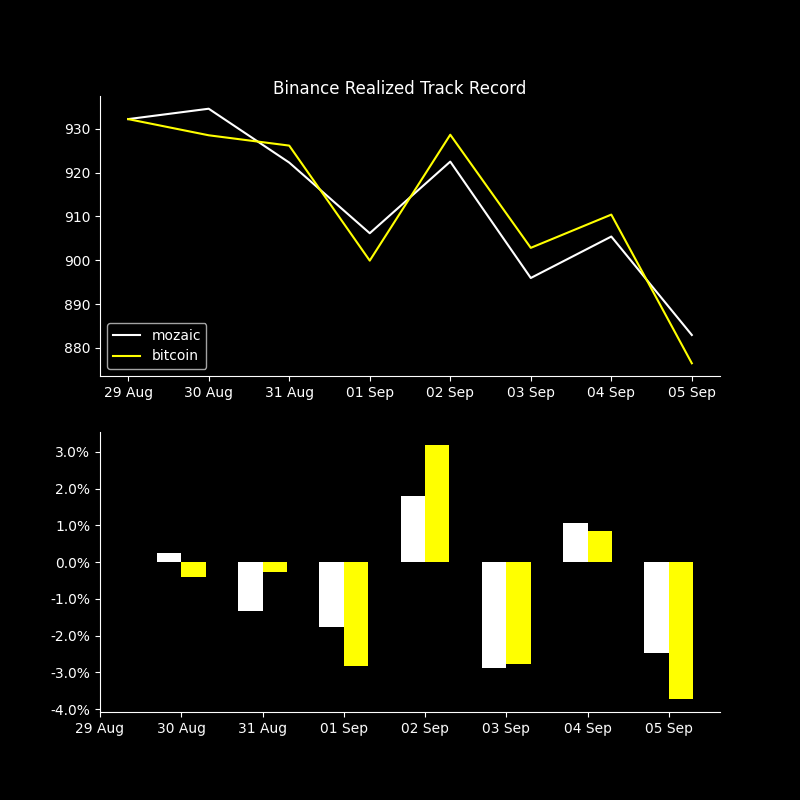 Binance Realized Track Record
930
920
910
900
890
880
mozaic
bitcoin
29 Aug 30 Aug 31 Aug 01 Sep 02 Sep 03 Sep 04 Sep 05 Sep
3.0%
2.0%
1.0%
0.0%
-1.0%
-2.0%
-3.0%
-4.0%
29 Aug 30 Aug 31 Aug 01 Sep 02 Sep 03 Sep 04 Sep 05 Sep